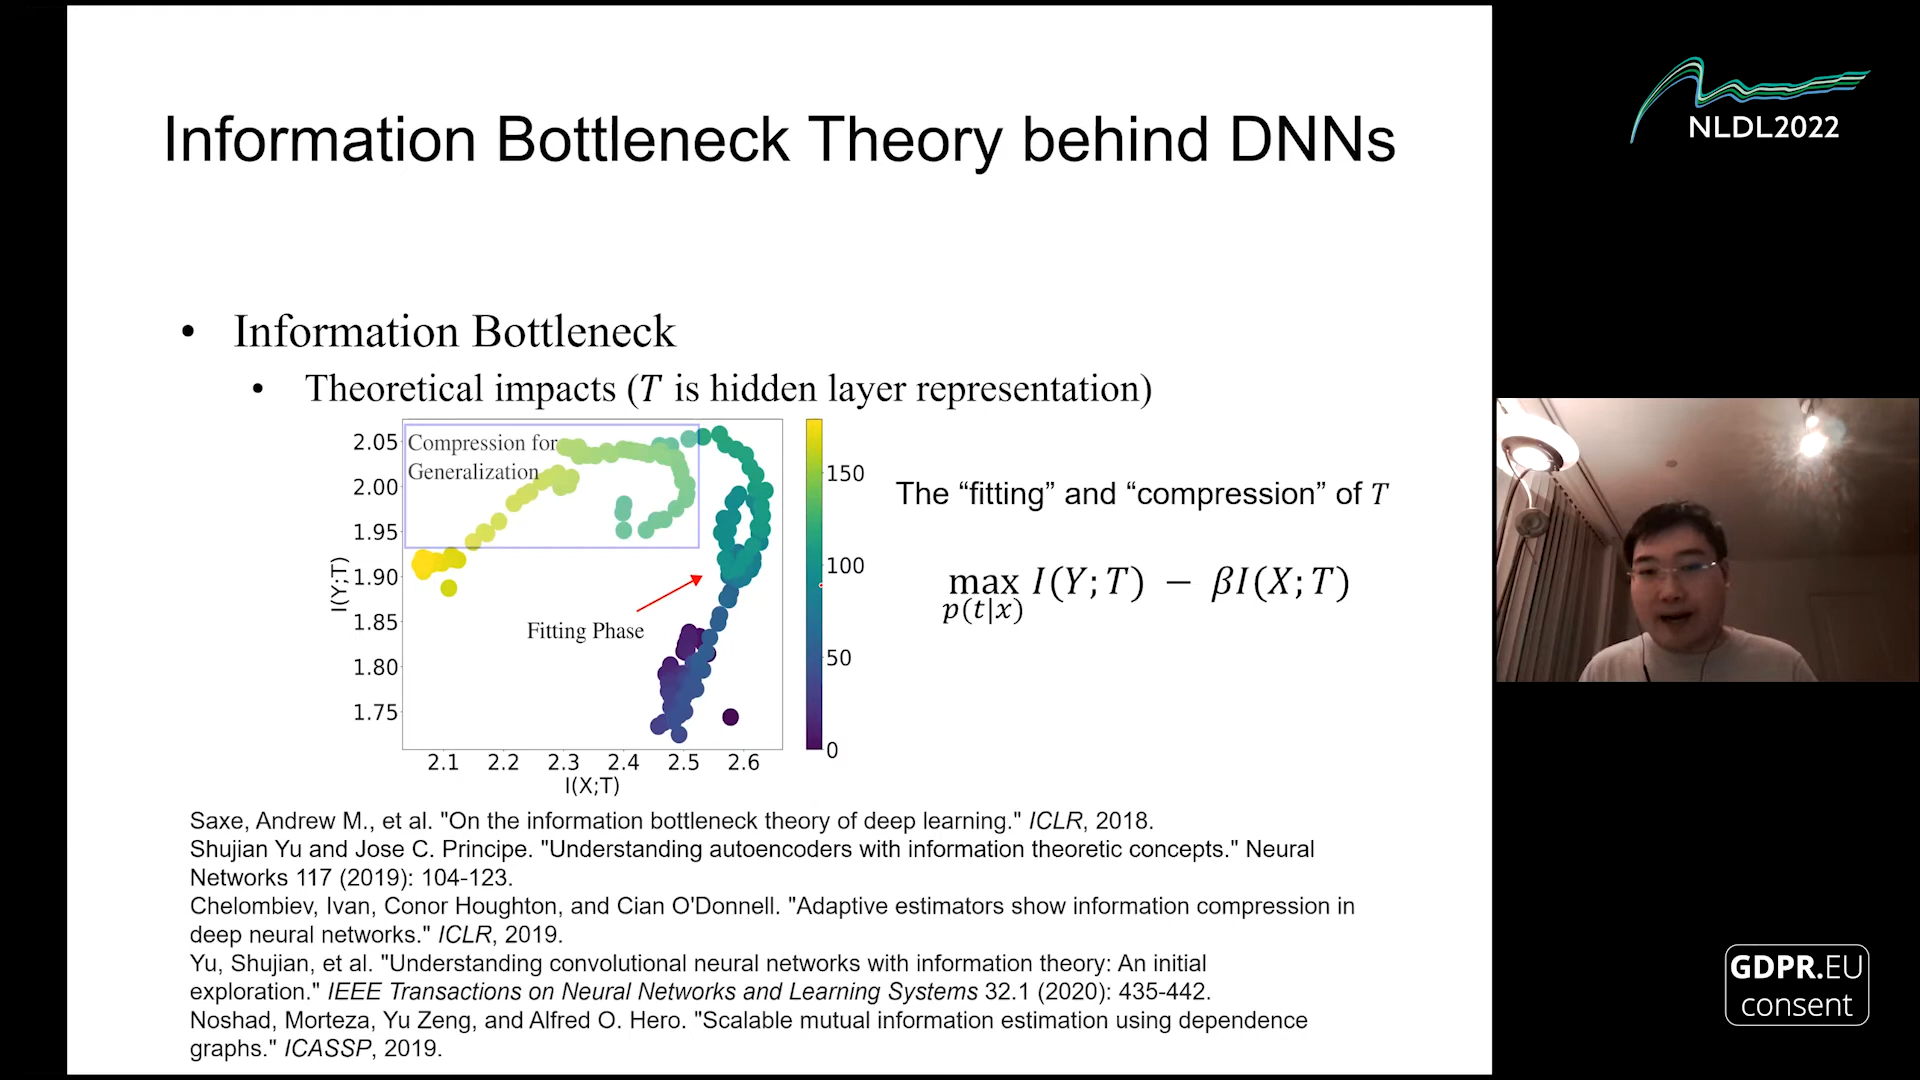 Information Bottleneck Theory behind DNNs
NLDL2022
• Information Bottleneck
• Theoretical impacts (T is hidden layer representation)
Compression for
Generalization
Fitting Phase
2.05
2.00
1.95
1.90
1.85
1.80
1.75
I(Y;T)
2.1 2.2 2.3 2.4 2.5 2.6
I(X;T)
150
100
50
0
The “fitting” and “compression” of T
max I(Y;T) − βI(X;T)
p(t|x)
Saxe, Andrew M., et al. "On the information bottleneck theory of deep learning." ICLR, 2018.
Shujian Yu and Jose C. Principe. "Understanding autoencoders with information theoretic concepts." Neural
Networks 117 (2019): 104-123.
Chelombiev, Ivan, Conor Houghton, and Cian O'Donnell. "Adaptive estimators show information compression in
deep neural networks." ICLR, 2019.
Yu, Shujian, et al. "Understanding convolutional neural networks with information theory: An initial
exploration." IEEE Transactions on Neural Networks and Learning Systems 32.1 (2020): 435-442.
Noshad, Morteza, Yu Zeng, and Alfred O. Hero. "Scalable mutual information estimation using dependence
graphs." ICASSP, 2019.
GDPR.EU
consent